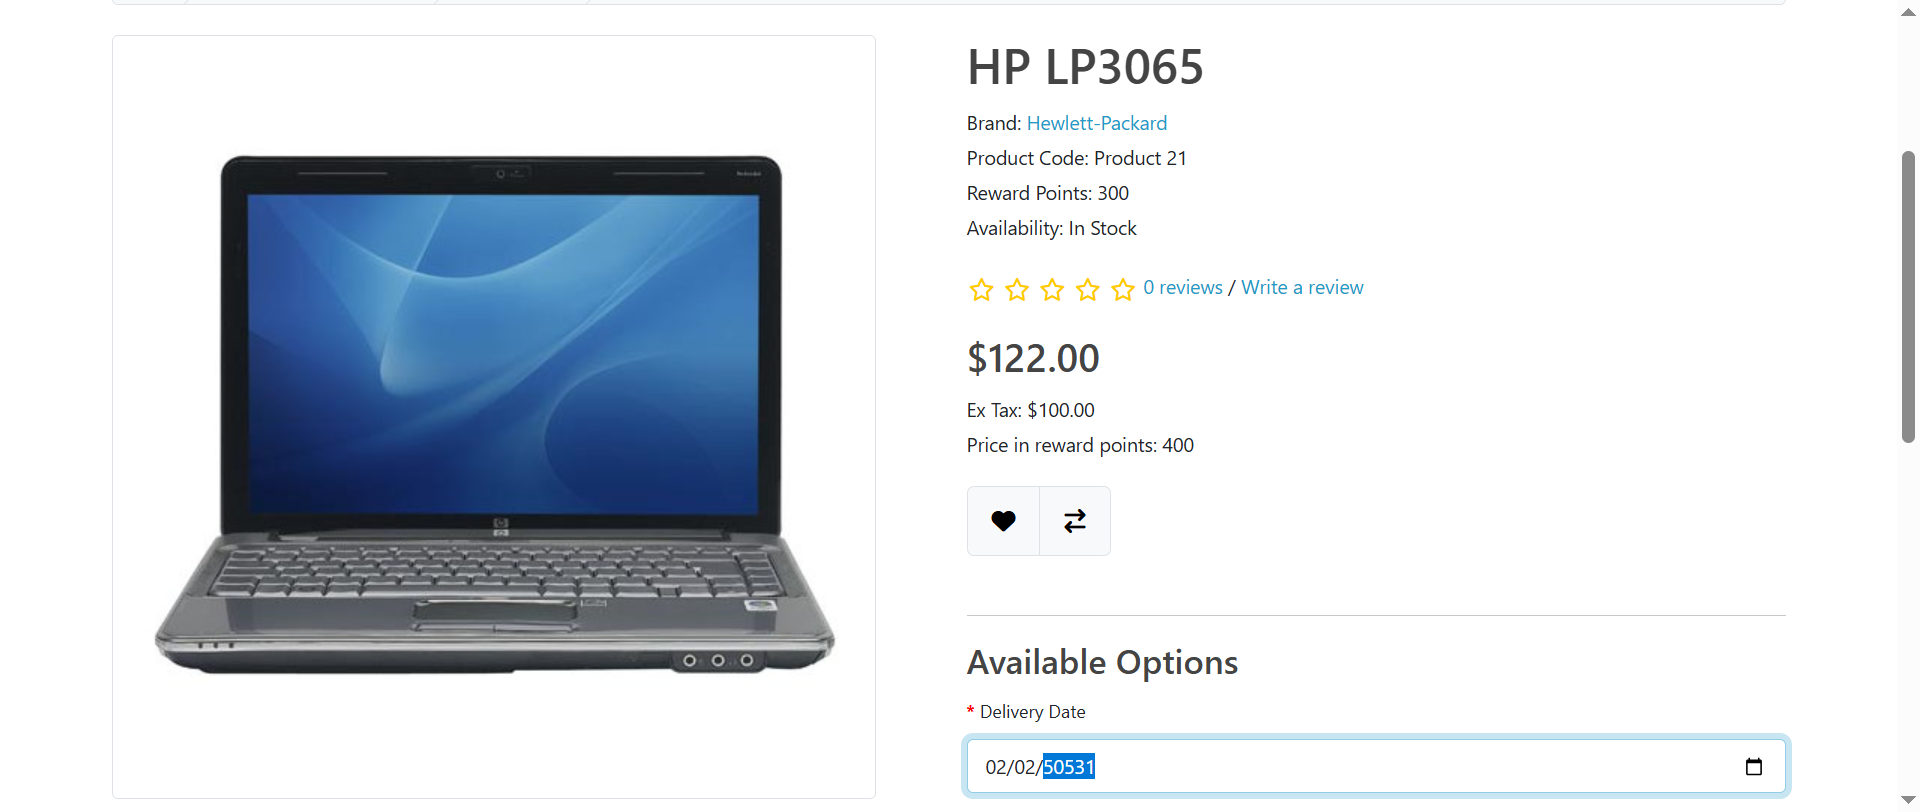 HP LP3065
Brand: Hewlett-Packard
Product Code: Product 21
Reward Points: 300
Availability: In Stock
0 reviews / Write a review
$122.00
Ex Tax: $100.00
Price in reward points: 400
Available Options
* Delivery Date
02/02/50531